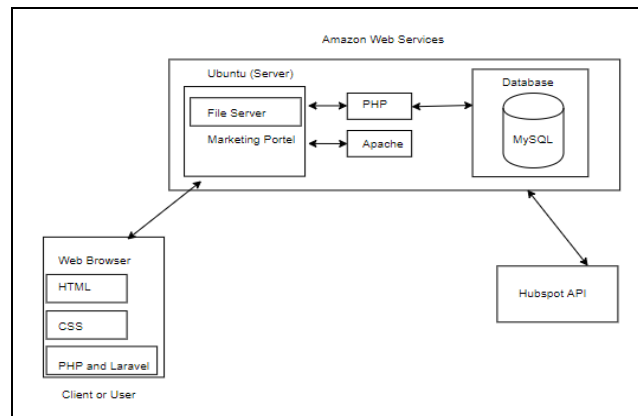 Amazon Web Services
Ubuntu (Server)
File Server
Marketing Portel
PHP
Apache
Database
MySQL
Web Browser
HTML
CSS
PHP and Laravel
Client or User
Hubspot API